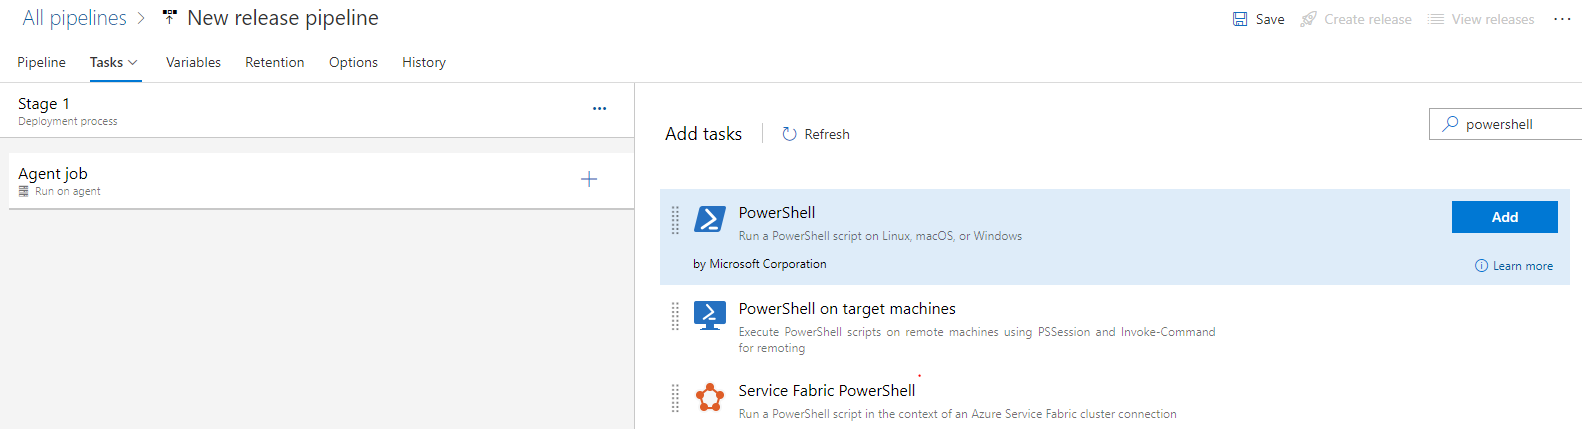 All pipelines > New release pipeline
Save Create release View releases ...
Pipeline Tasks Variables Retention Options History
Stage 1
Deployment process
...
Agent job
Run on agent
Add tasks Refresh
powershell
PowerShell
Run a PowerShell script on Linux, macOS, or Windows
by Microsoft Corporation
Add
Learn more
PowerShell on target machines
Execute PowerShell scripts on remote machines using PSSession and Invoke-Command
for remoting
Service Fabric PowerShell
Run a PowerShell script in the context of an Azure Service Fabric cluster connection